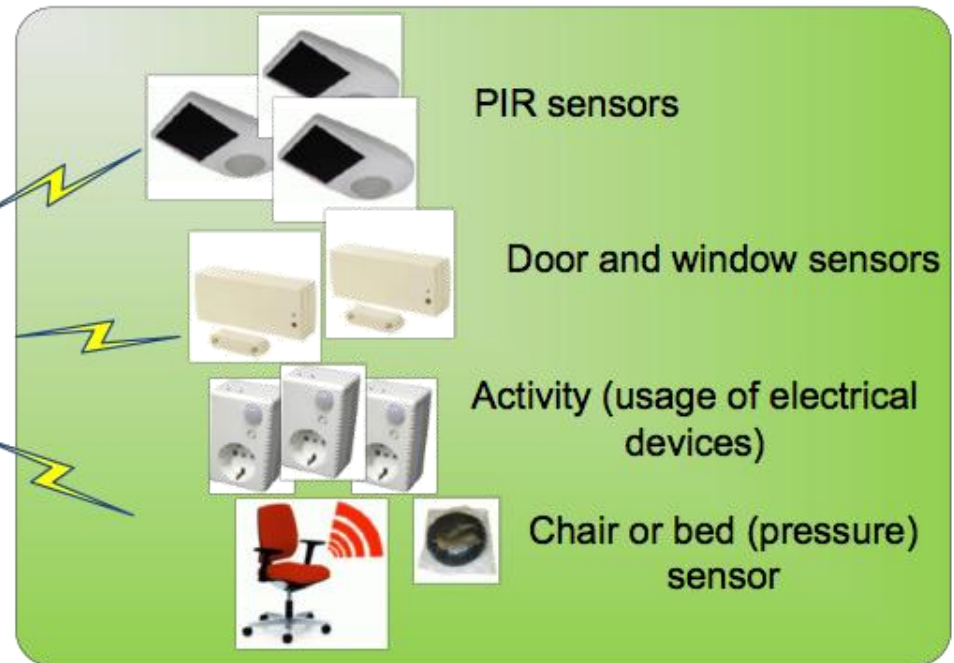 PIR sensors
Door and window sensors
Activity (usage of electrical
devices)
Chair or bed (pressure)
sensor